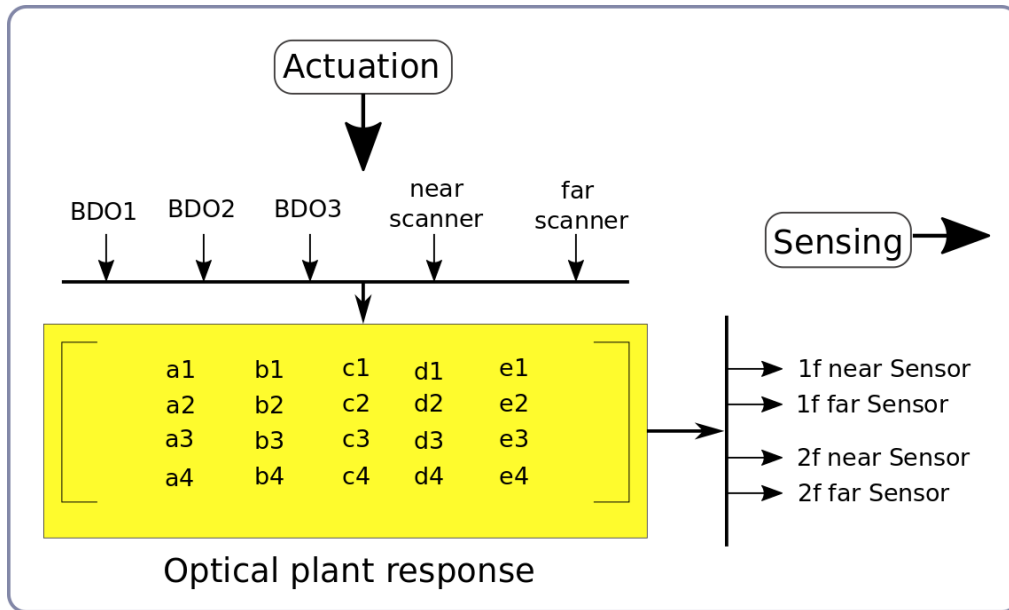 Actuation
BDO1
BDO2
BDO3
near
scanner
far
scanner
Sensing
a1 b1 c1 d1 e1
a2 b2 c2 d2 e2
a3 b3 c3 d3 e3
a4 b4 c4 d4 e4
1f near Sensor
1f far Sensor
2f near Sensor
2f far Sensor
Optical plant response